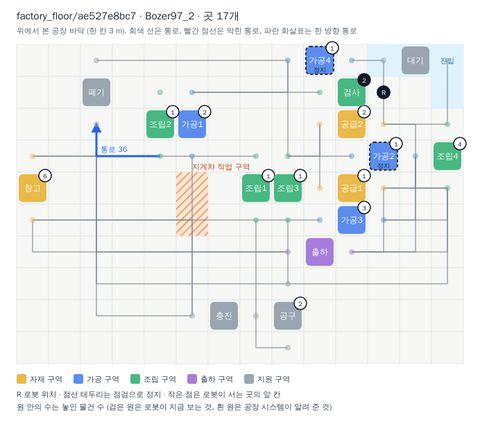 factory_floor/ae527e8bc7 · Bozer97_2 · 곳 17개
위에서 본 공장 바닥 (한 칸 3 m). 회색 선은 통로, 빨간 점선은 막힌 통로, 파란 화살표는 한 방향 통로
가공4 1
정지
대기
진입
폐기
검사 2
R
조립2 1
가공1 2
공급2 2
통로 36
가공2 1
정지
조립4 4
지게차 작업 구역
창고 6
조립1 1
조립3 1
공급1 1
가공3 3
출하
충전
공구 2
자재 구역
가공 구역
조립 구역
출하 구역
지원 구역
R 로봇 위치 · 점선 테두리는 점검으로 정지 · 작은 점은 로봇이 서는 곳의 앞 칸
원 안의 수는 놓인 물건 수 (검은 원은 로봇이 지금 보는 것, 흰 원은 공장 시스템이 알려 준 것)